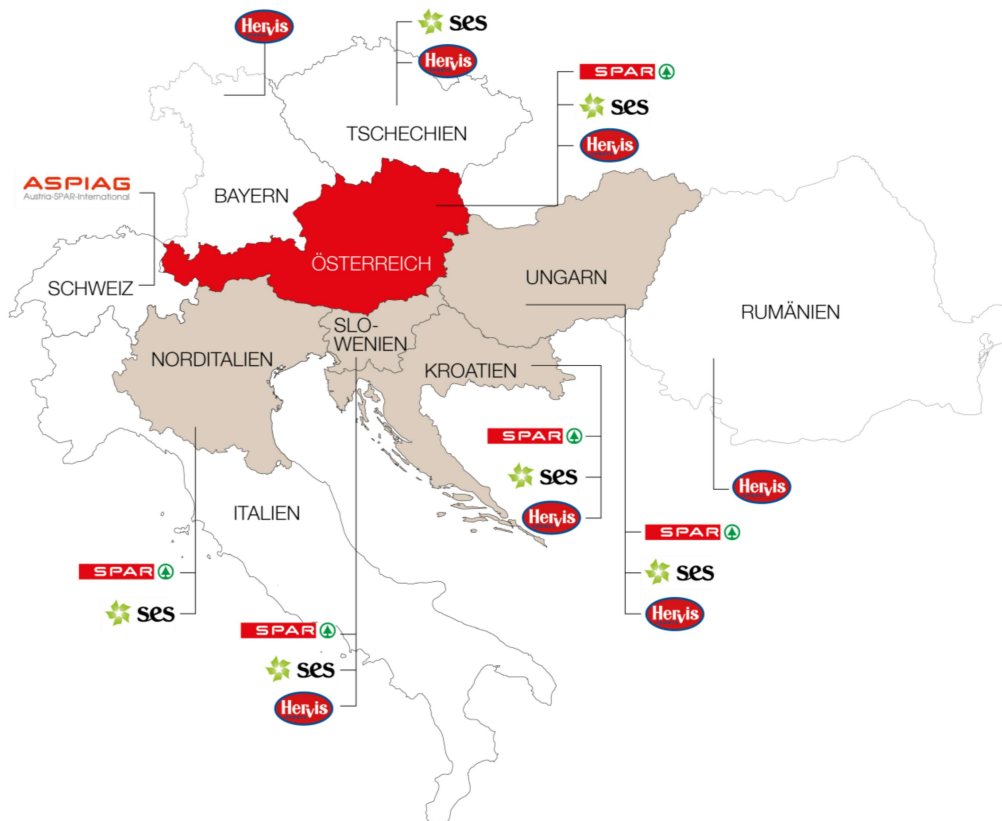 Hervis
ses
Hervis
SPAR
ses
Hervis
TSCHECHIEN
ASPIAG
Austria-SPAR-International
BAYERN
ÖSTERREICH
UNGARN
SCHWEIZ
RUMÄNIEN
SLO-
WENIEN
NORDITALIEN
KROATIEN
SPAR
ses
Hervis
Hervis
ITALIEN
SPAR
ses
Hervis
SPAR
ses
SPAR
ses
Hervis